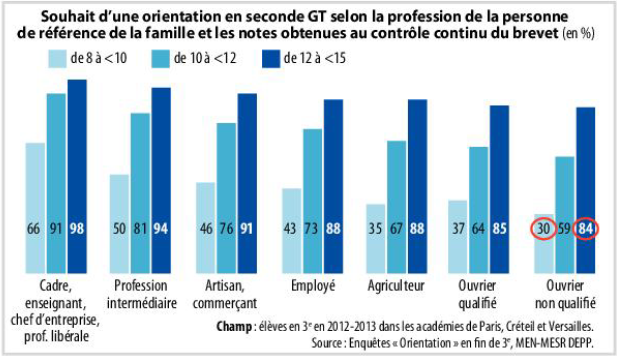 Souhait d'une orientation en seconde GT selon la profession de la personne
de référence de la famille et les notes obtenues au contrôle continu du brevet (en %)
de 8 à <10 de 10 à <12 de 12 à <15
66 91 98 50 81 94 46 76 91 43 73 88 35 67 88 37 64 85 30 59 84
Cadre, enseignant, chef d'entreprise, prof. libérale
Profession intermédiaire
Artisan, commerçant
Employé
Agriculteur
Ouvrier qualifié
Ouvrier non qualifié
Champ : élèves en 3e en 2012-2013 dans les académies de Paris, Créteil et Versailles.
Source : Enquêtes « Orientation » en fin de 3e, MEN-MESR DEPP.